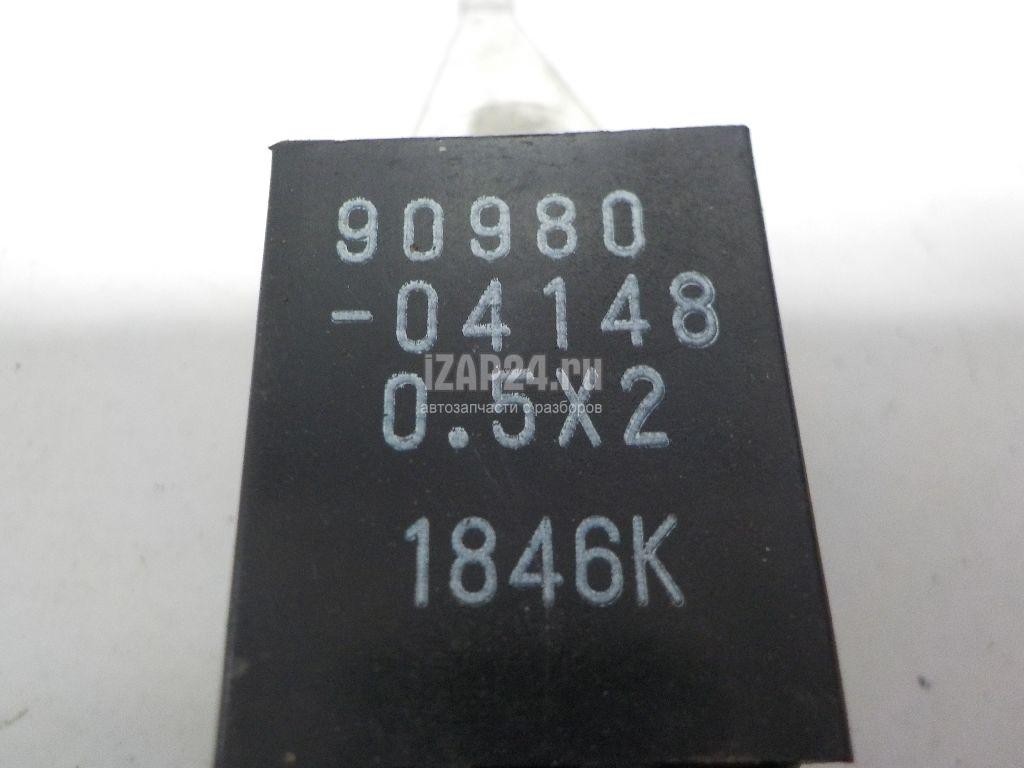 90980
-04148
iZAP24.ru
0.5X2
автозапчасти с разборов
1846K